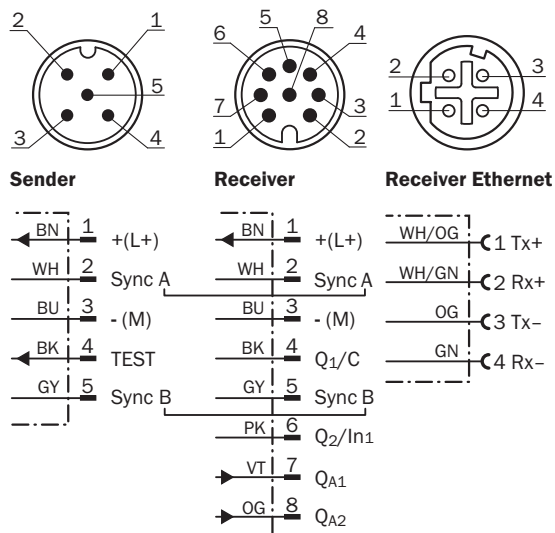 2 1 5 3 4
5 8 6 4 7 3 1 2
2 3 1 4
Sender
Receiver
Receiver Ethernet
BN 1 +(L+)
WH 2 Sync A
BU 3 - (M)
BK 4 TEST
GY 5 Sync B
BN 1 +(L+)
WH 2 Sync A
BU 3 - (M)
BK 4 Q1/C
GY 5 Sync B
PK 6 Q2/In1
VT 7 QA1
OG 8 QA2
WH/OG 1 Tx+
WH/GN 2 Rx+
OG 3 Tx–
GN 4 Rx–